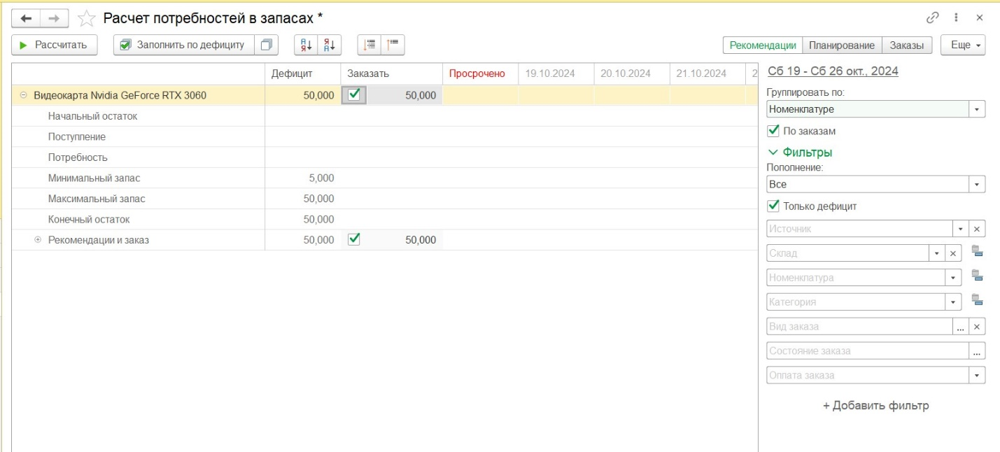 Расчет потребностей в запасах *
Рассчитать Заполнить по дефициту Рекомендации Планирование Заказы Еще
Дефицит Заказать Просрочено 19.10.2024 20.10.2024 21.10.2024 2
Видеокарта Nvidia GeForce RTX 3060 50,000 50,000
Начальный остаток
Поступление
Потребность
Минимальный запас 5,000
Максимальный запас 50,000
Конечный остаток 50,000
Рекомендации и заказ 50,000 50,000
Сб 19 - Сб 26 окт., 2024
Группировать по:
Номенклатуре
По заказам
Фильтры
Пополнение:
Все
Только дефицит
Источник
Склад
Номенклатура
Категория
Вид заказа
Состояние заказа
Оплата заказа
+ Добавить фильтр